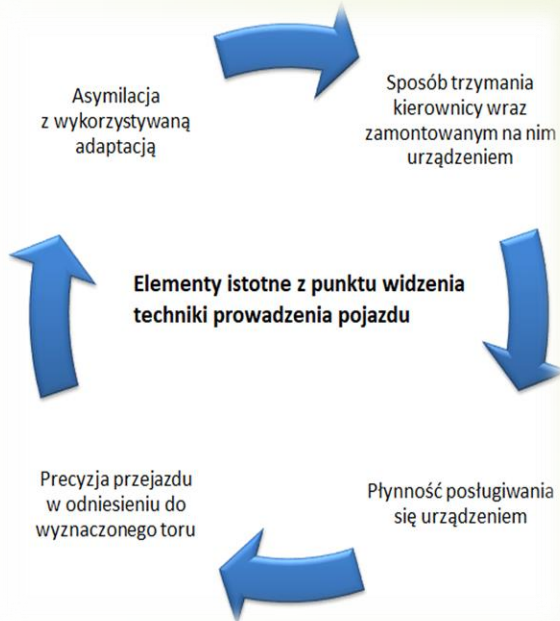 Asymilacja
z wykorzystywaną
adaptacją
Sposób trzymania
kierownicy wraz
zamontowanym na nim
urządzeniem
Elementy istotne z punktu widzenia
techniki prowadzenia pojazdu
Precyzja przejazdu
w odniesieniu do
wyznaczonego toru
Płynność posługiwania
się urządzeniem